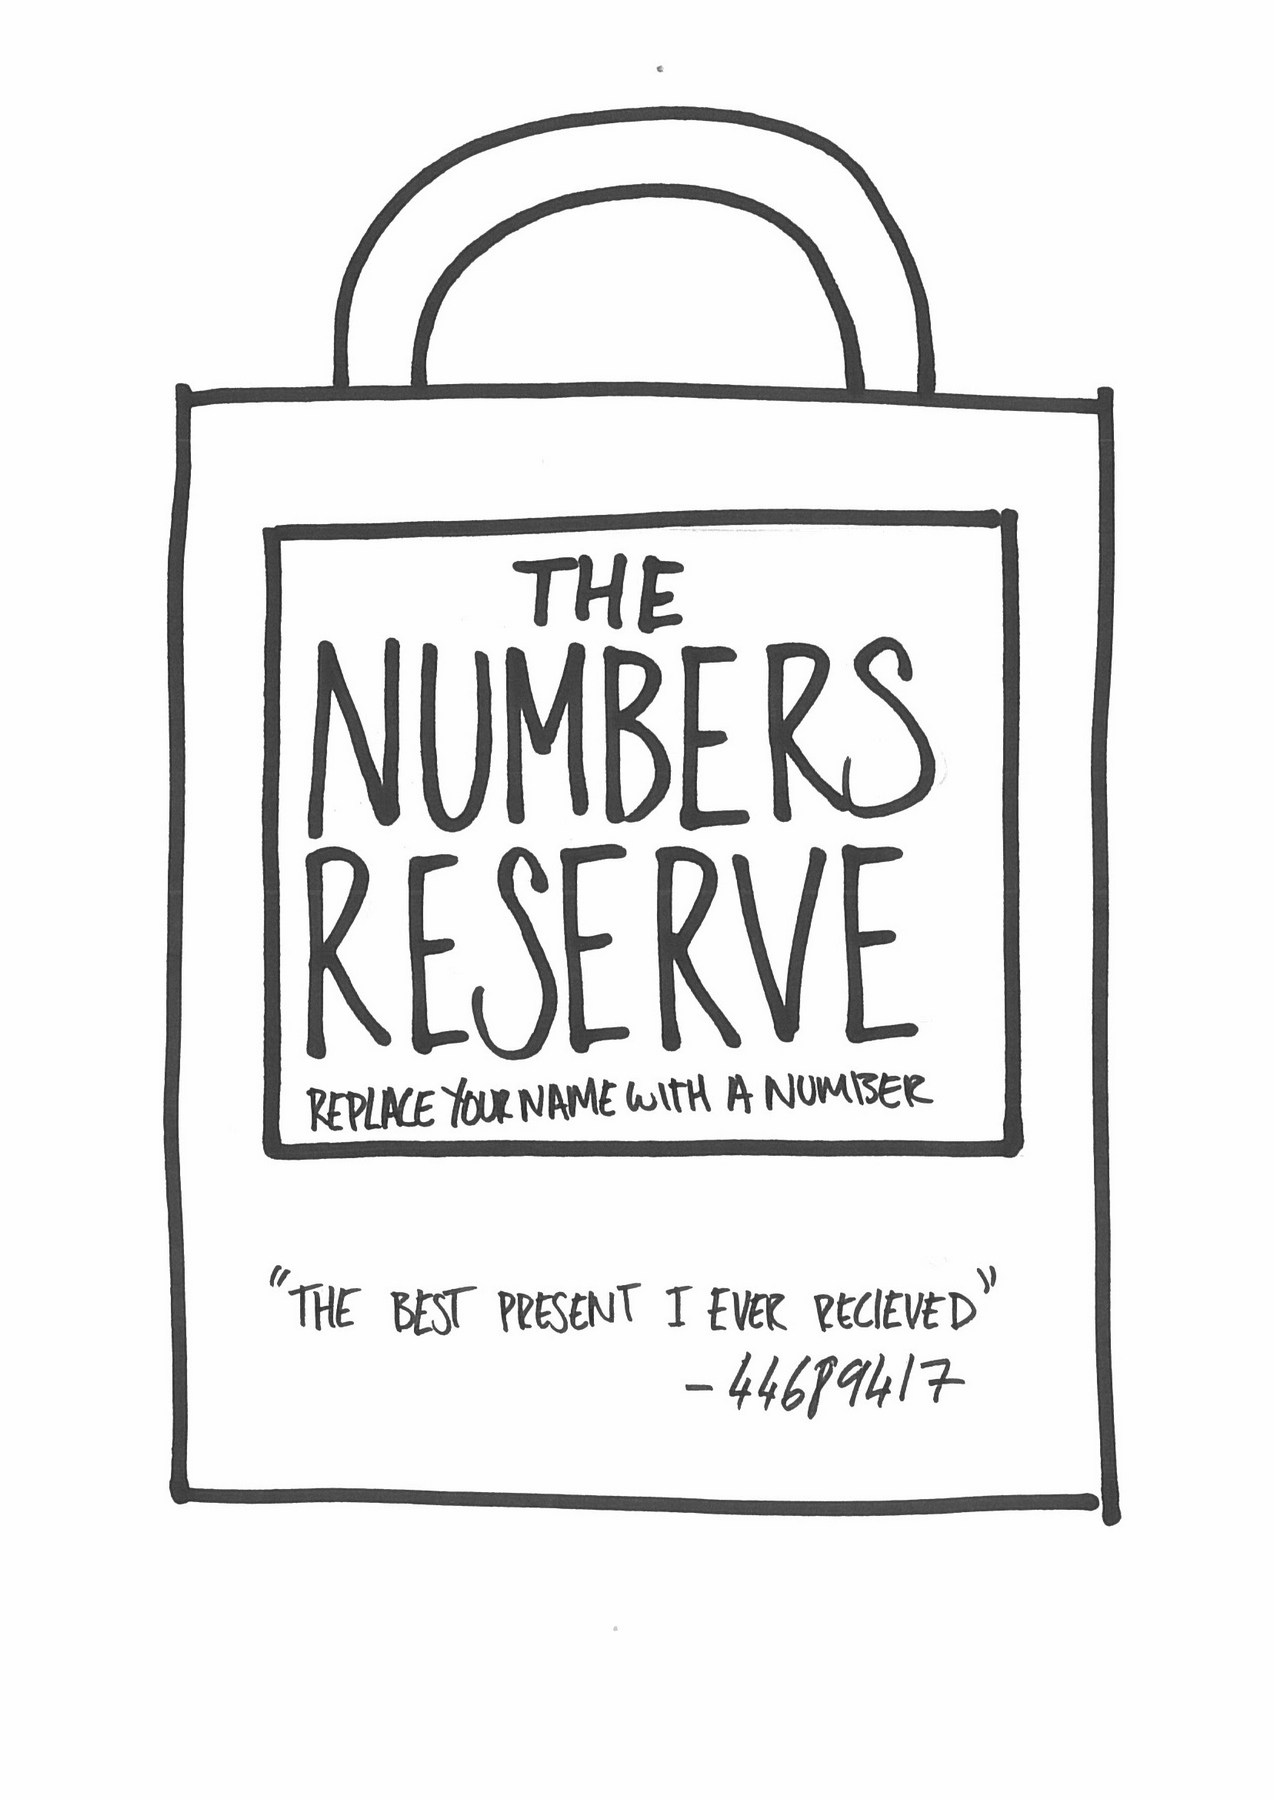 THE
NUMBERS
RESERVE
REPLACE YOUR NAME WITH A NUMBER
"THE BEST PRESENT I EVER RECIEVED"
- 44689417